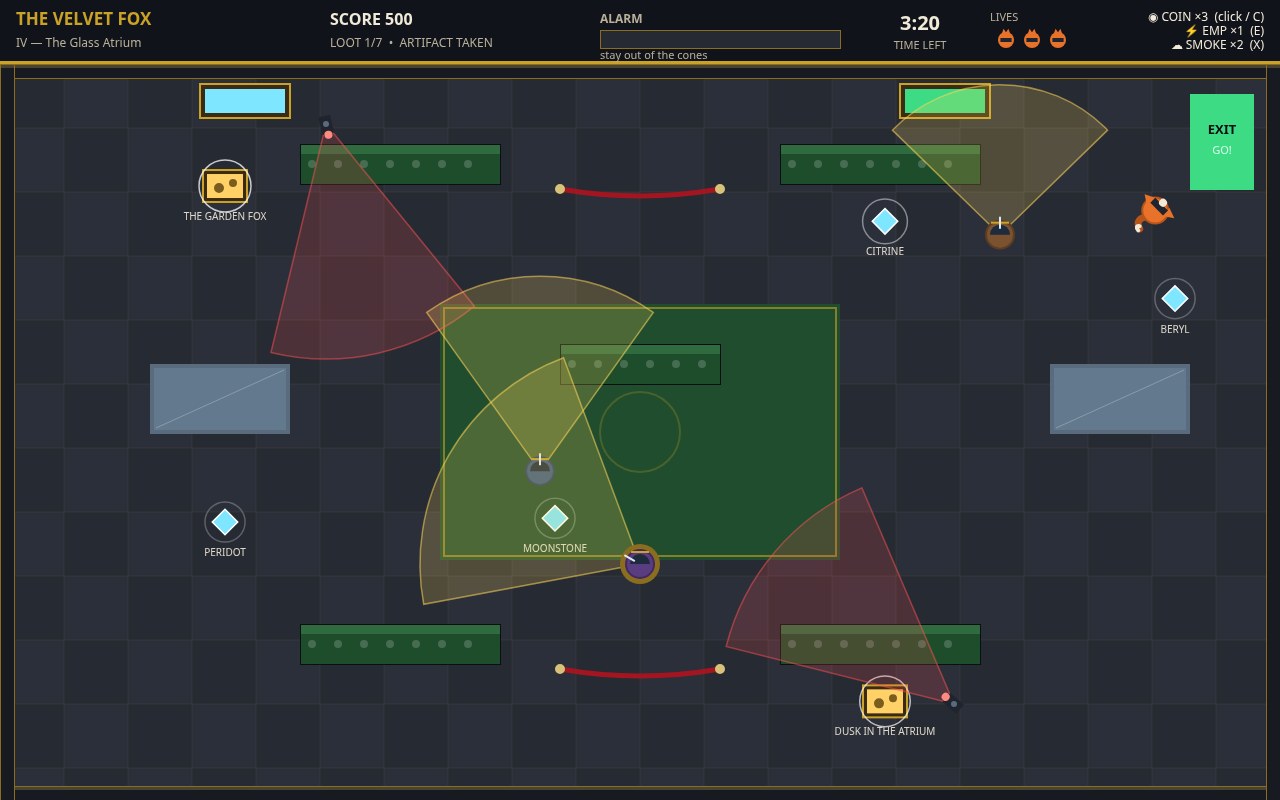 THE VELVET FOX
IV — The Glass Atrium
SCORE 500
LOOT 1/7 • ARTIFACT TAKEN
ALARM
stay out of the cones
3:20
TIME LEFT
LIVES
◉ COIN ×3 (click / C)
⚡ EMP ×1 (E)
☁ SMOKE ×2 (X)
EXIT
GO!
THE GARDEN FOX
CITRINE
BERYL
PERIDOT
MOONSTONE
DUSK IN THE ATRIUM